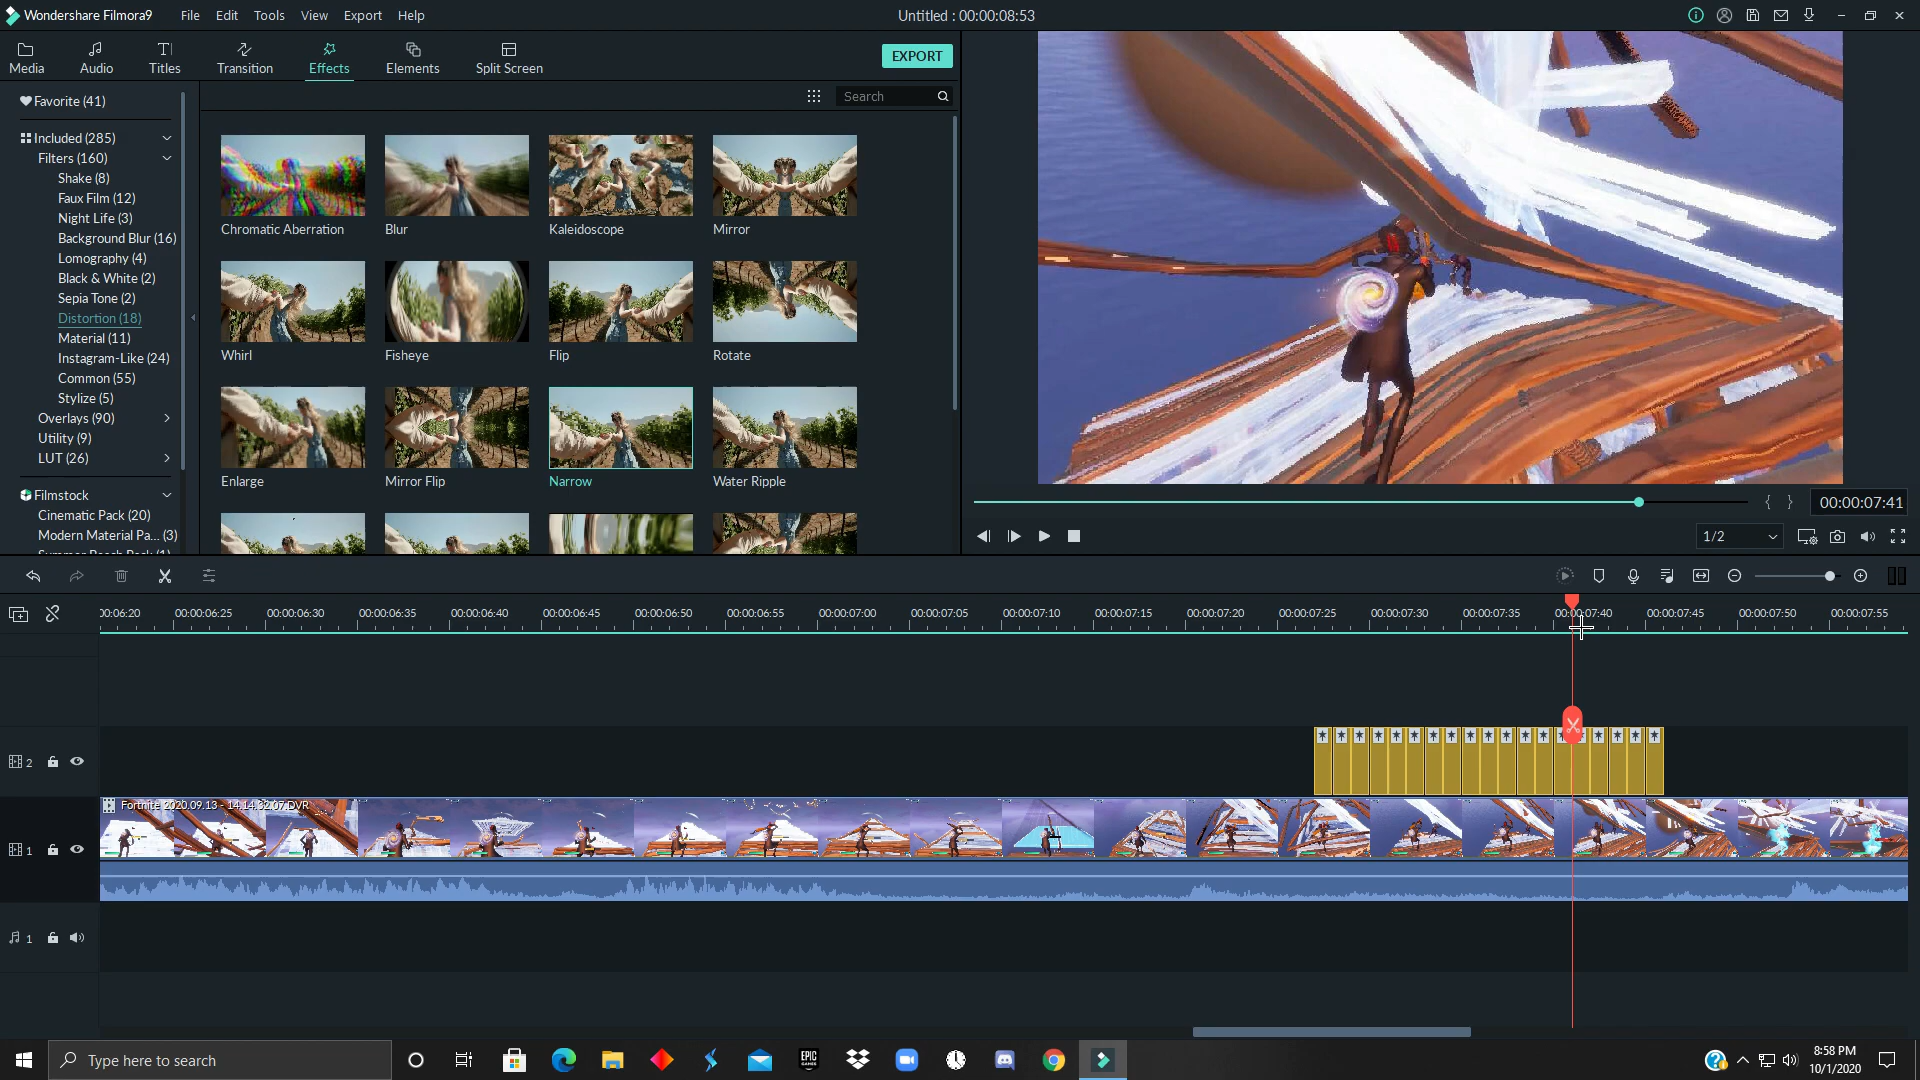 Wondershare Filmora9
File Edit Tools View Export Help
Untitled : 00:00:08:53
Media Audio Titles Transition Effects Elements Split Screen
EXPORT
Favorite (41)
Included (285)
Filters (160)
Shake (8)
Faux Film (12)
Night Life (3)
Background Blur (16)
Lomography (4)
Black & White (2)
Sepia Tone (2)
Distortion (18)
Material (11)
Instagram-Like (24)
Common (55)
Stylize (5)
Overlays (90)
Utility (9)
LUT (26)
Filmstock
Cinematic Pack (20)
Modern Material Pa... (3)
Search
Chromatic Aberration Blur Kaleidoscope Mirror
Whirl Fisheye Flip Rotate
Enlarge Mirror Flip Narrow Water Ripple
{ } 00:00:07:41
1/2
00:06:20 00:00:06:25 00:00:06:30 00:00:06:35 00:00:06:40 00:00:06:45 00:00:06:50 00:00:06:55 00:00:07:00 00:00:07:05 00:00:07:10 00:00:07:15 00:00:07:20 00:00:07:25 00:00:07:30 00:00:07:35 00:00:07:40 00:00:07:45 00:00:07:50 00:00:07:55
2
Fortnite 2020.09.13 - 14.14.32.07.DVR
1
1
Type here to search
EPIC GAMES
8:58 PM
10/1/2020